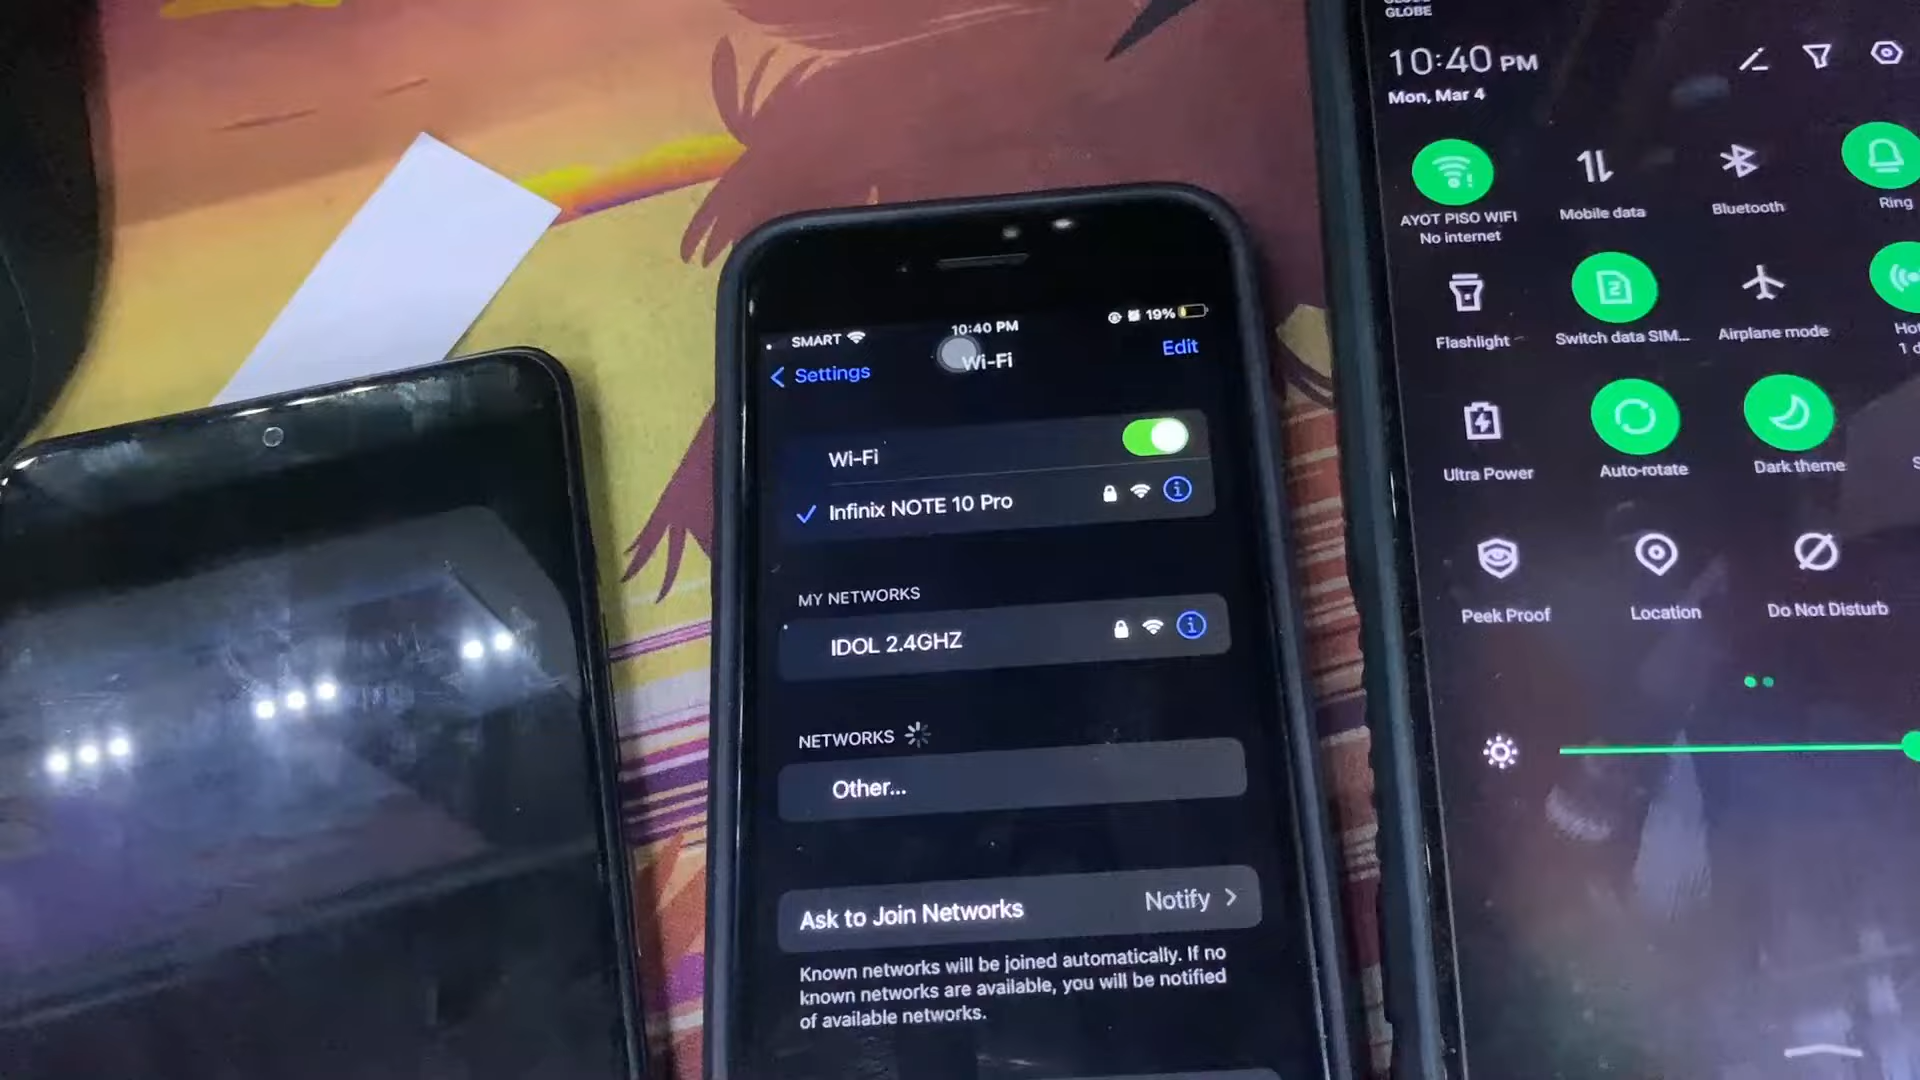 SMART
10:40 PM
19%
Settings
Wi-Fi
Edit
Wi-Fi
Infinix NOTE 10 Pro
MY NETWORKS
IDOL 2.4GHZ
NETWORKS
Other...
Ask to Join Networks
Notify
Known networks will be joined automatically. If no
known networks are available, you will be notified
of available networks.
GLOBE
10:40 PM
Mon, Mar 4
AYOT PISO WIFI
No internet
Mobile data
Bluetooth
Ring
Flashlight
Switch data SIM...
Airplane mode
Ultra Power
Auto-rotate
Dark theme
Peek Proof
Location
Do Not Disturb